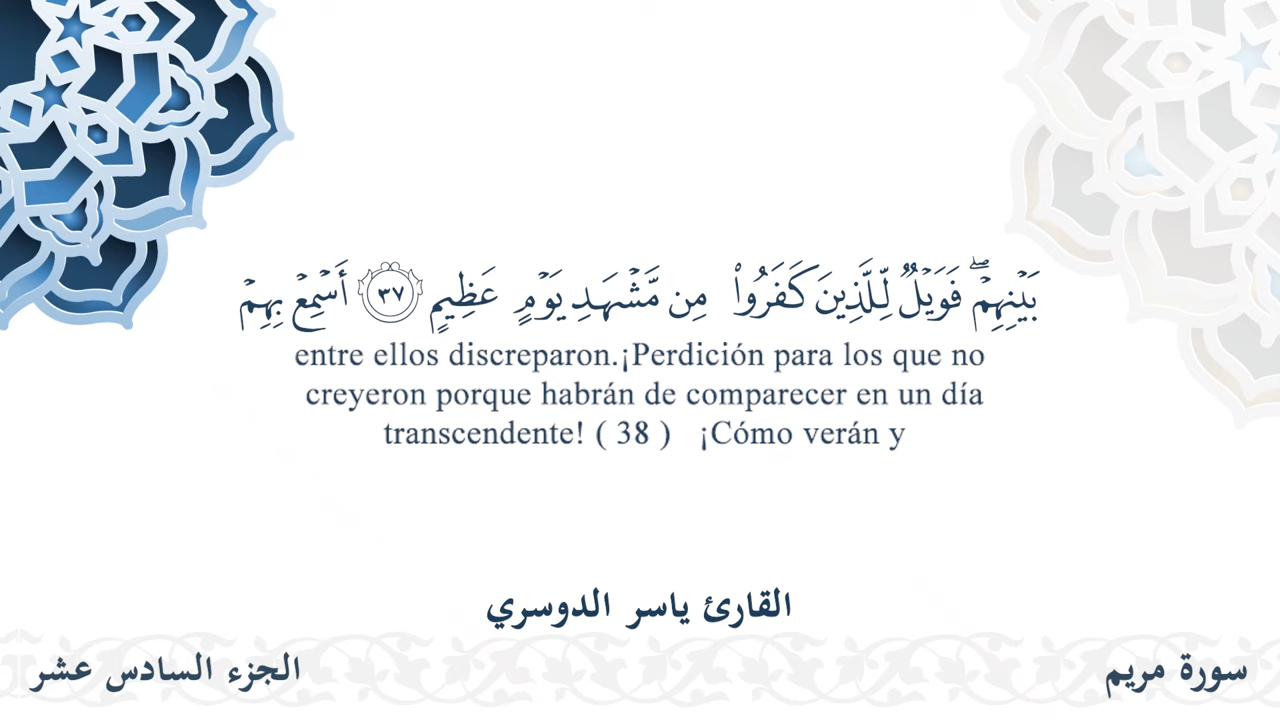 بَيْنِهِمْ ۖ فَوَيْلٌ لِّلَّذِينَ كَفَرُوا۟ مِن مَّشْهَدِ يَوْمٍ عَظِيمٍ ٣٧ أَسْمِعْ بِهِمْ
entre ellos discreparon.¡Perdición para los que no
creyeron porque habrán de comparecer en un día
transcendente! ( 38 ) ¡Cómo verán y
القارئ ياسر الدوسري
سورة مريم
الجزء السادس عشر